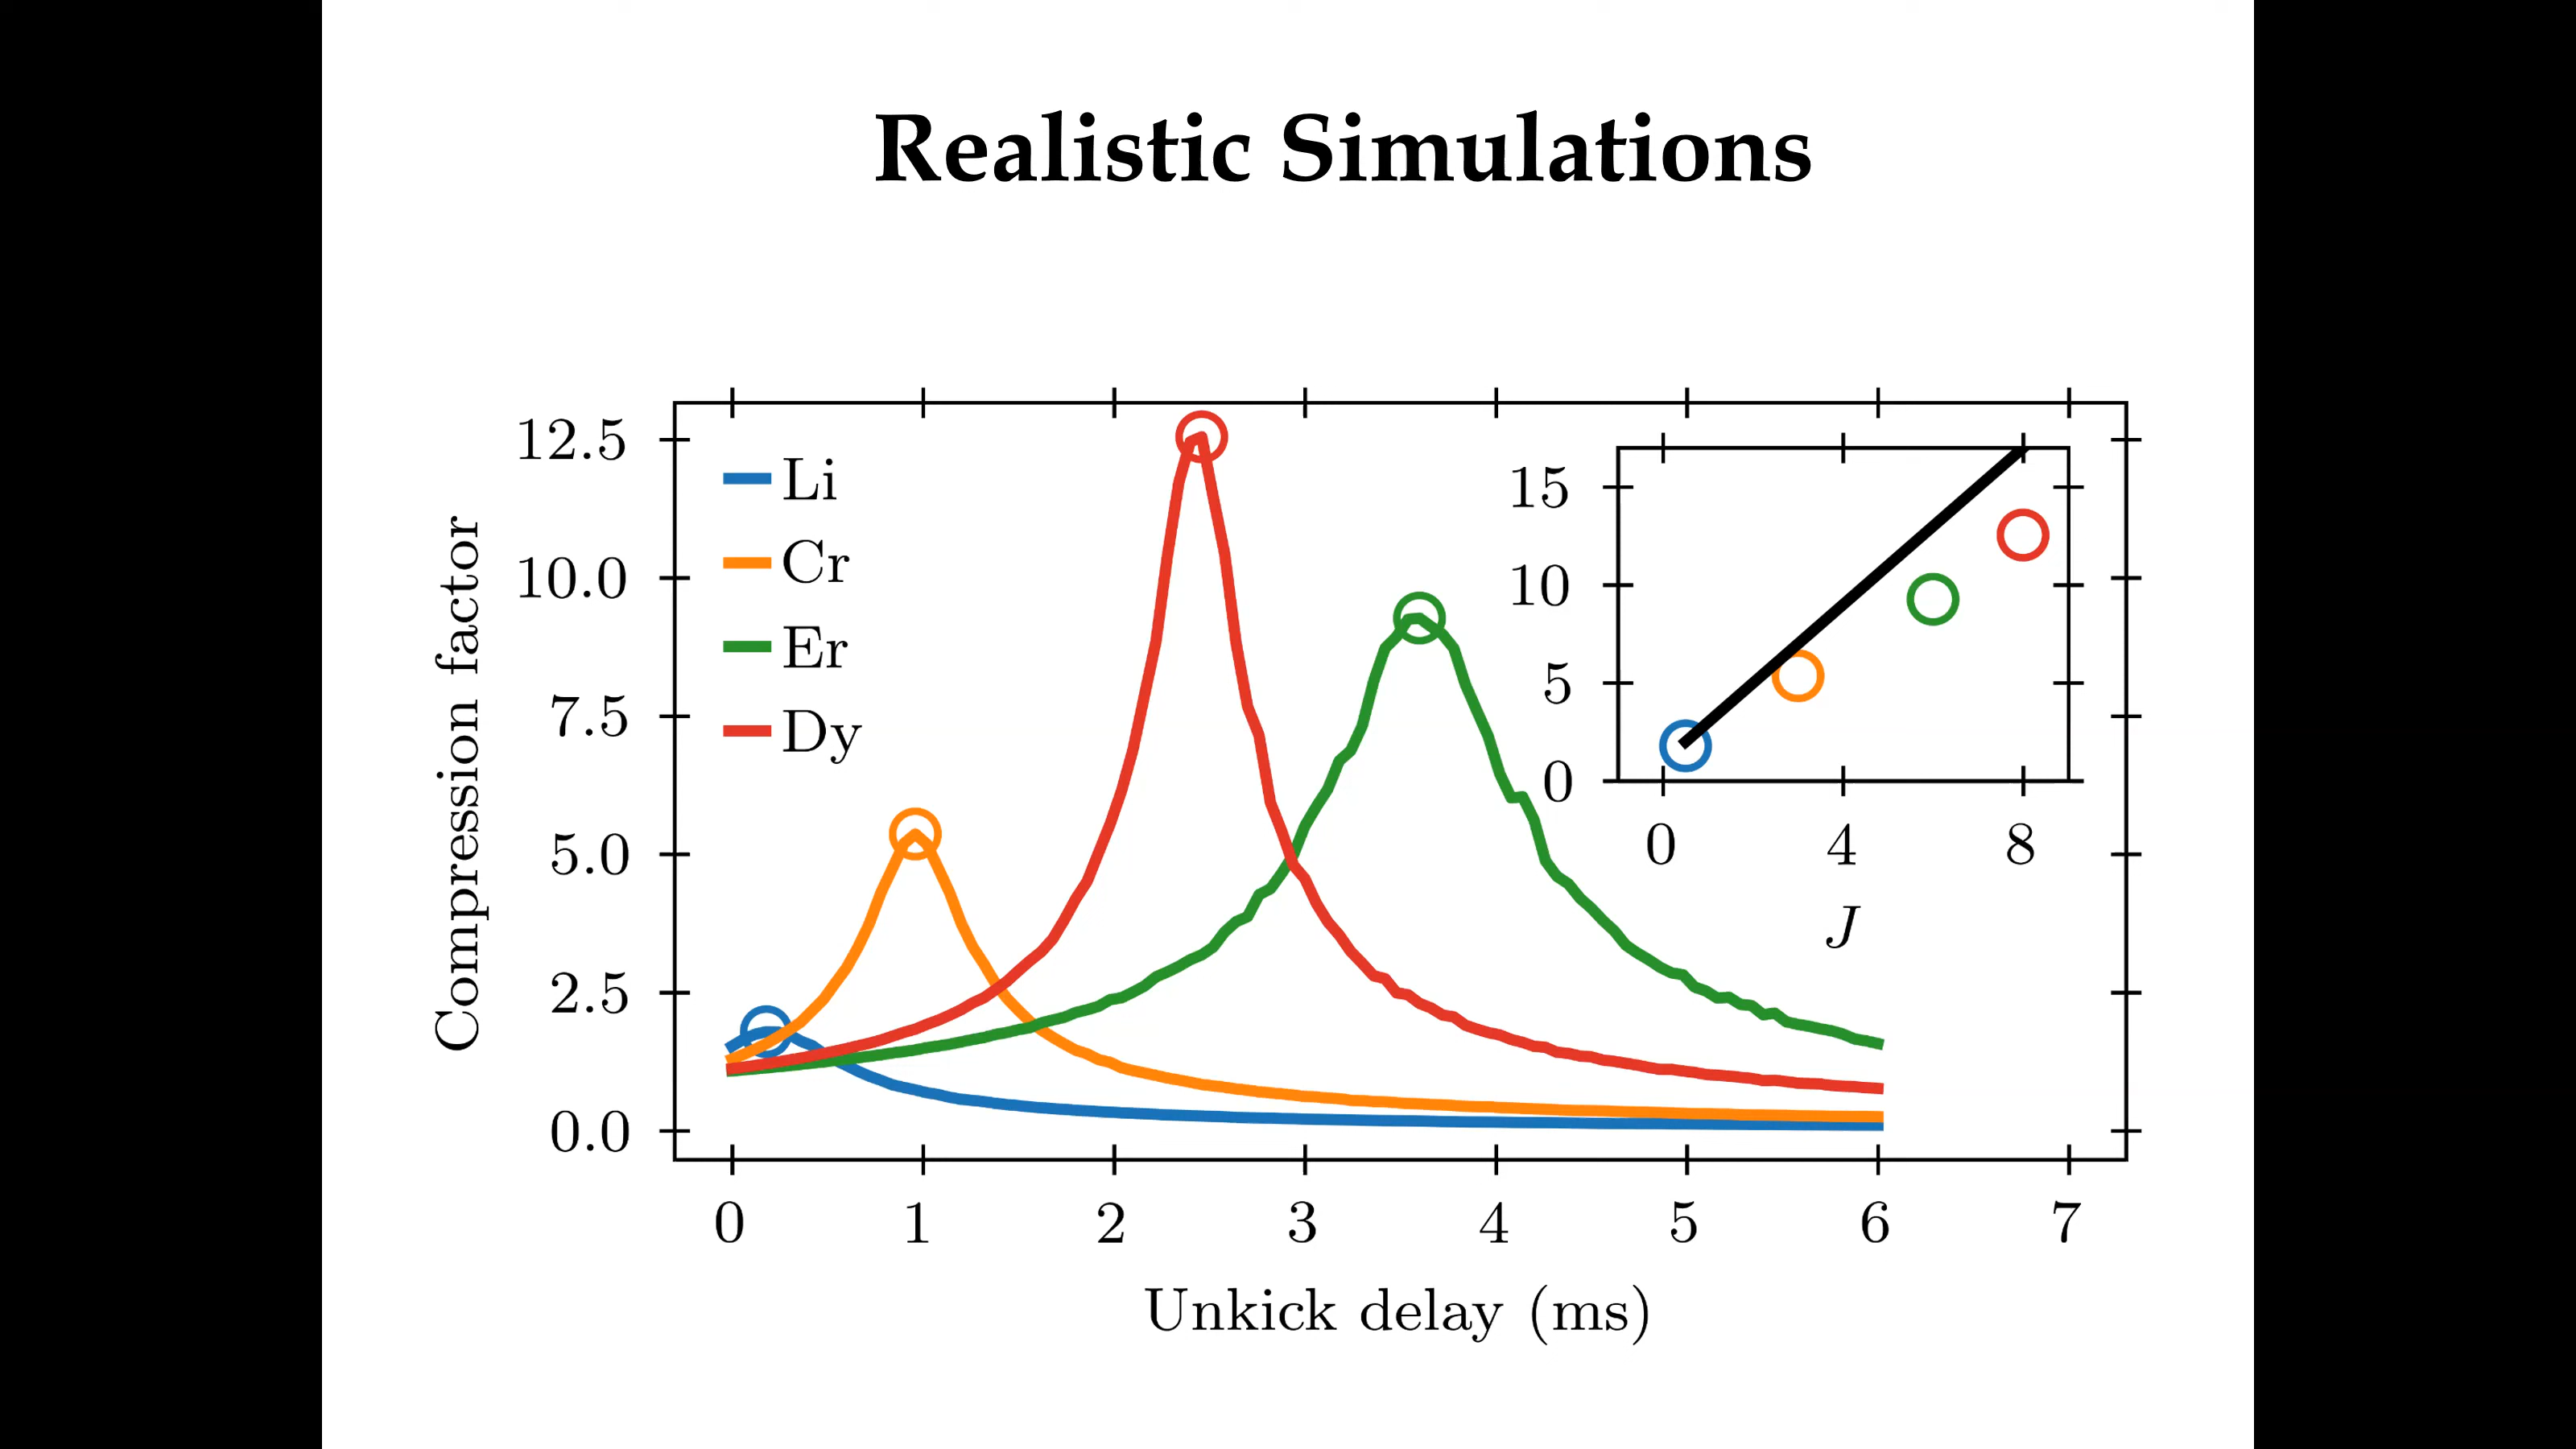 Realistic Simulations
Compression factor
12.5
10.0
7.5
5.0
2.5
0.0
Li
Cr
Er
Dy
15
10
5
0
0 4 8
J
0 1 2 3 4 5 6 7
Unkick delay (ms)